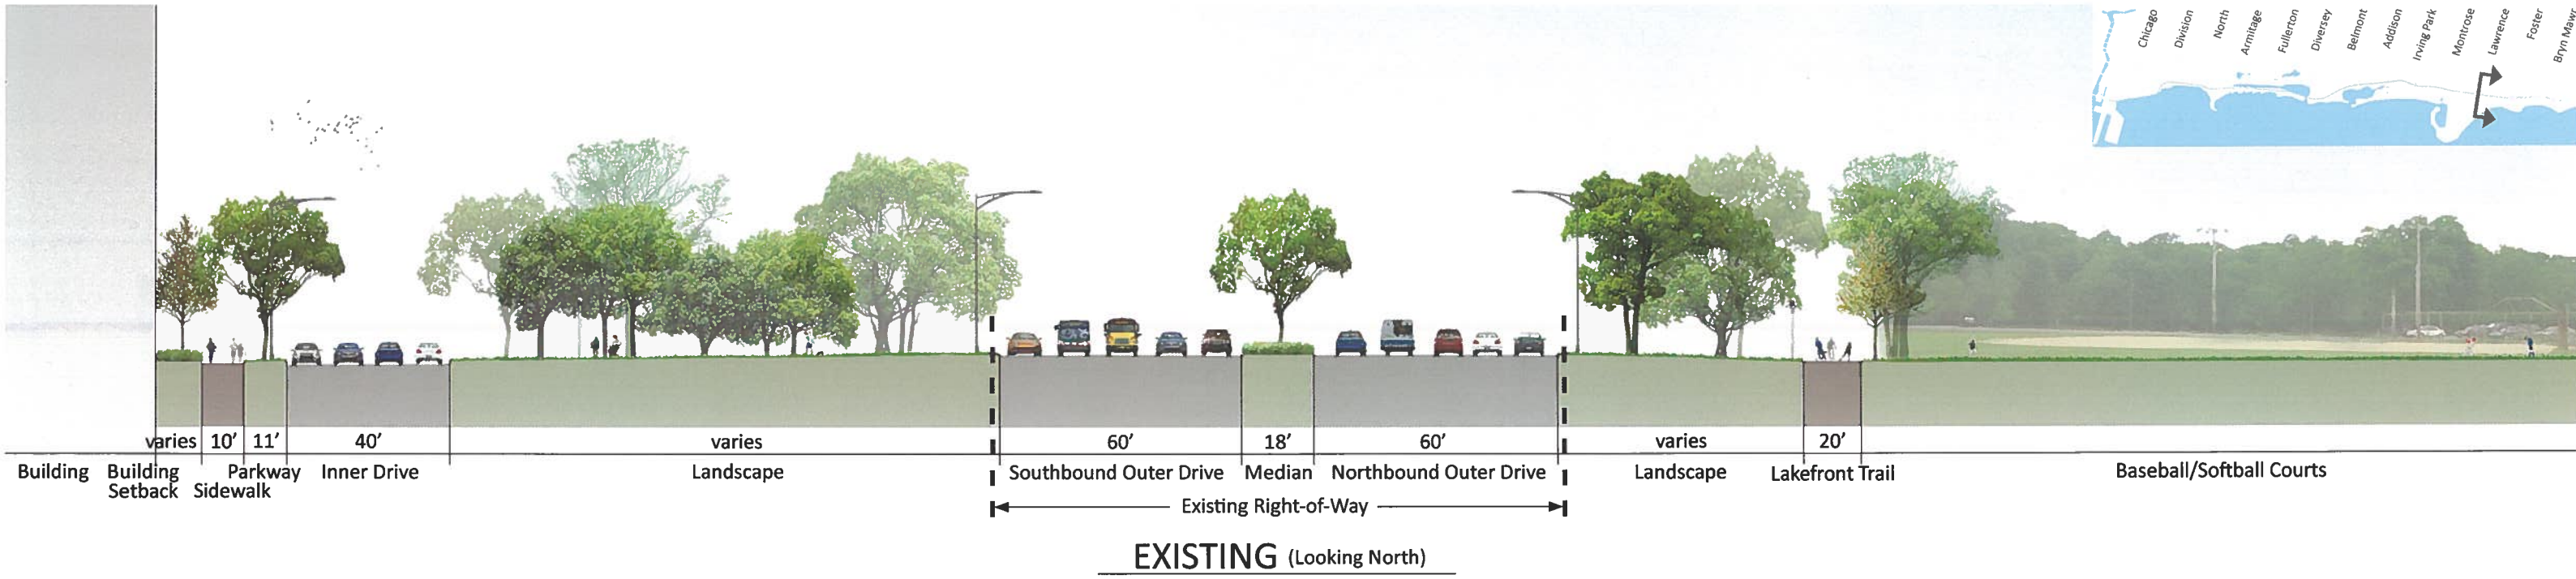 Chicago
Division
North
Armitage
Fullerton
Diversey
Belmont
Addison
Irving Park
Montrose
Lawrence
Foster
Bryn Mawr
varies 10’ 11’ 40’ varies 60’ 18’ 60’ varies 20’
Building Building Parkway Inner Drive Landscape Southbound Outer Drive Median Northbound Outer Drive Landscape Lakefront Trail Baseball/Softball Courts
Setback Sidewalk
Existing Right-of-Way
EXISTING (Looking North)